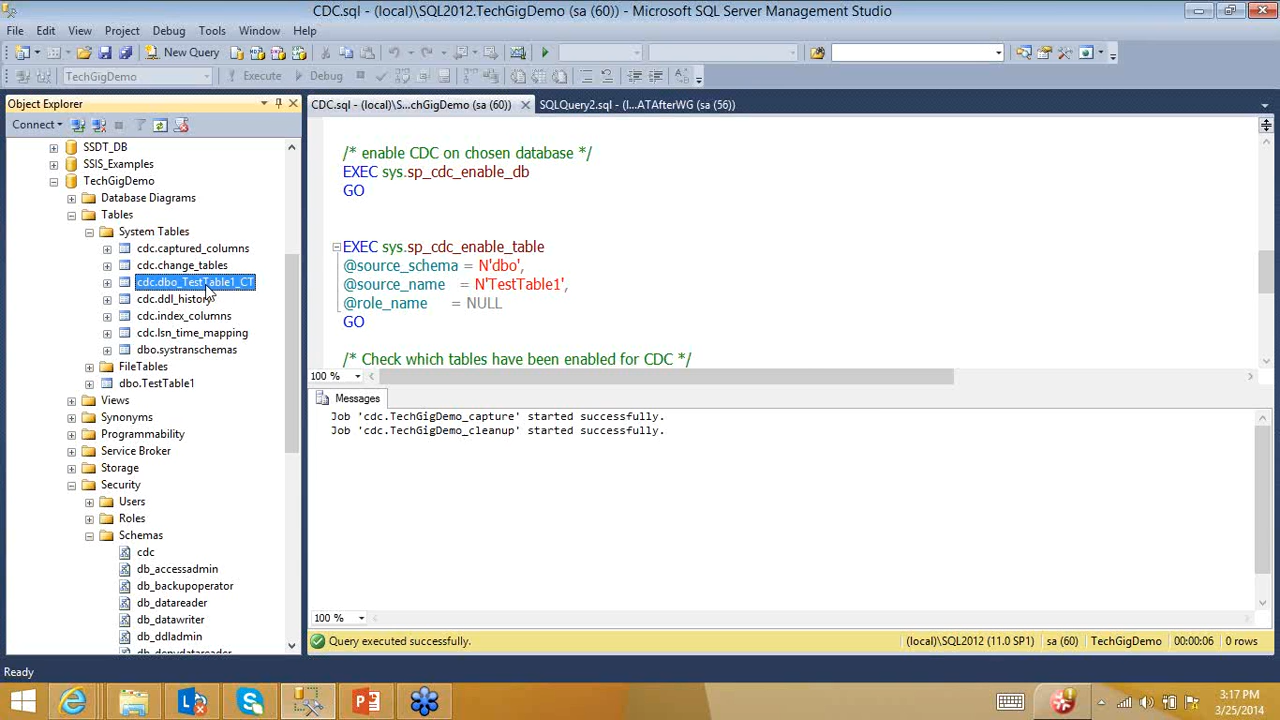 CDC.sql - (local)\SQL2012.TechGigDemo (sa (60)) - Microsoft SQL Server Management Studio
File Edit View Project Debug Tools Window Help
New Query
TechGigDemo Execute Debug
Object Explorer
CDC.sql - (local)\S...chGigDemo (sa (60))
SQLQuery2.sql - (l...ATAfterWG (sa (56))
Connect
SSDT_DB
SSIS_Examples
TechGigDemo
Database Diagrams
Tables
System Tables
cdc.captured_columns
cdc.change_tables
cdc.dbo_TestTable1_CT
cdc.ddl_history
cdc.index_columns
cdc.lsn_time_mapping
dbo.systranschemas
FileTables
dbo.TestTable1
Views
Synonyms
Programmability
Service Broker
Storage
Security
Users
Roles
Schemas
cdc
db_accessadmin
db_backupoperator
db_datareader
db_datawriter
db_ddladmin
db_denydatareader
/* enable CDC on chosen database */
EXEC sys.sp_cdc_enable_db
GO
EXEC sys.sp_cdc_enable_table
@source_schema = N'dbo',
@source_name = N'TestTable1',
@role_name = NULL
GO
/* Check which tables have been enabled for CDC */
100 %
Messages
Job 'cdc.TechGigDemo_capture' started successfully.
Job 'cdc.TechGigDemo_cleanup' started successfully.
100 %
Query executed successfully. (local)\SQL2012 (11.0 SP1) sa (60) TechGigDemo 00:00:06 0 rows
Ready
3:17 PM
3/25/2014